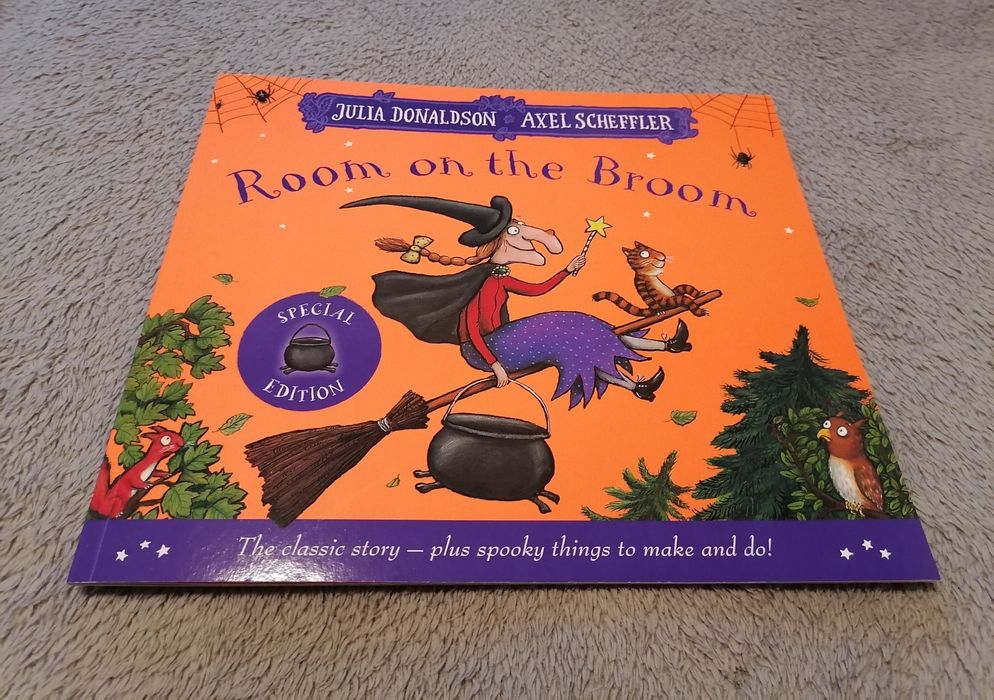 JULIA DONALDSON ★ AXEL SCHEFFLER
Room on the Broom
SPECIAL
EDITION
The classic story – plus spooky things to make and do!